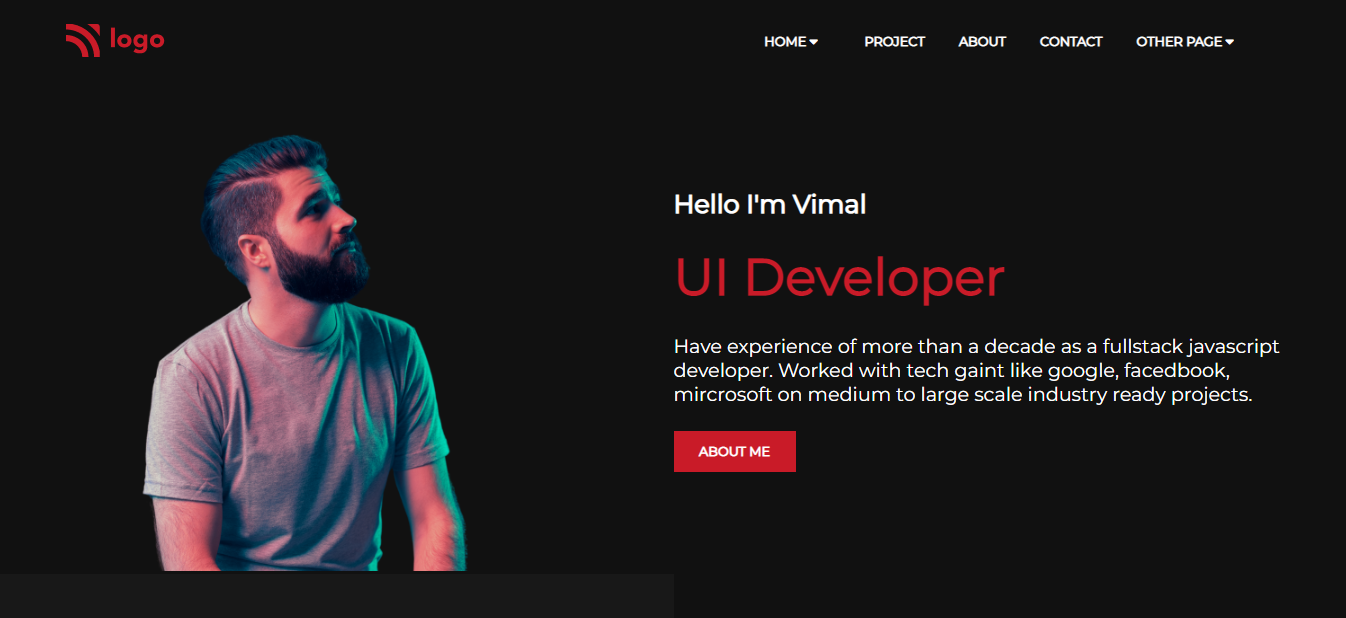 logo
HOME PROJECT ABOUT CONTACT OTHER PAGE
Hello I'm Vimal
UI Developer
Have experience of more than a decade as a fullstack javascript
developer. Worked with tech gaint like google, facedbook,
mircrosoft on medium to large scale industry ready projects.
ABOUT ME